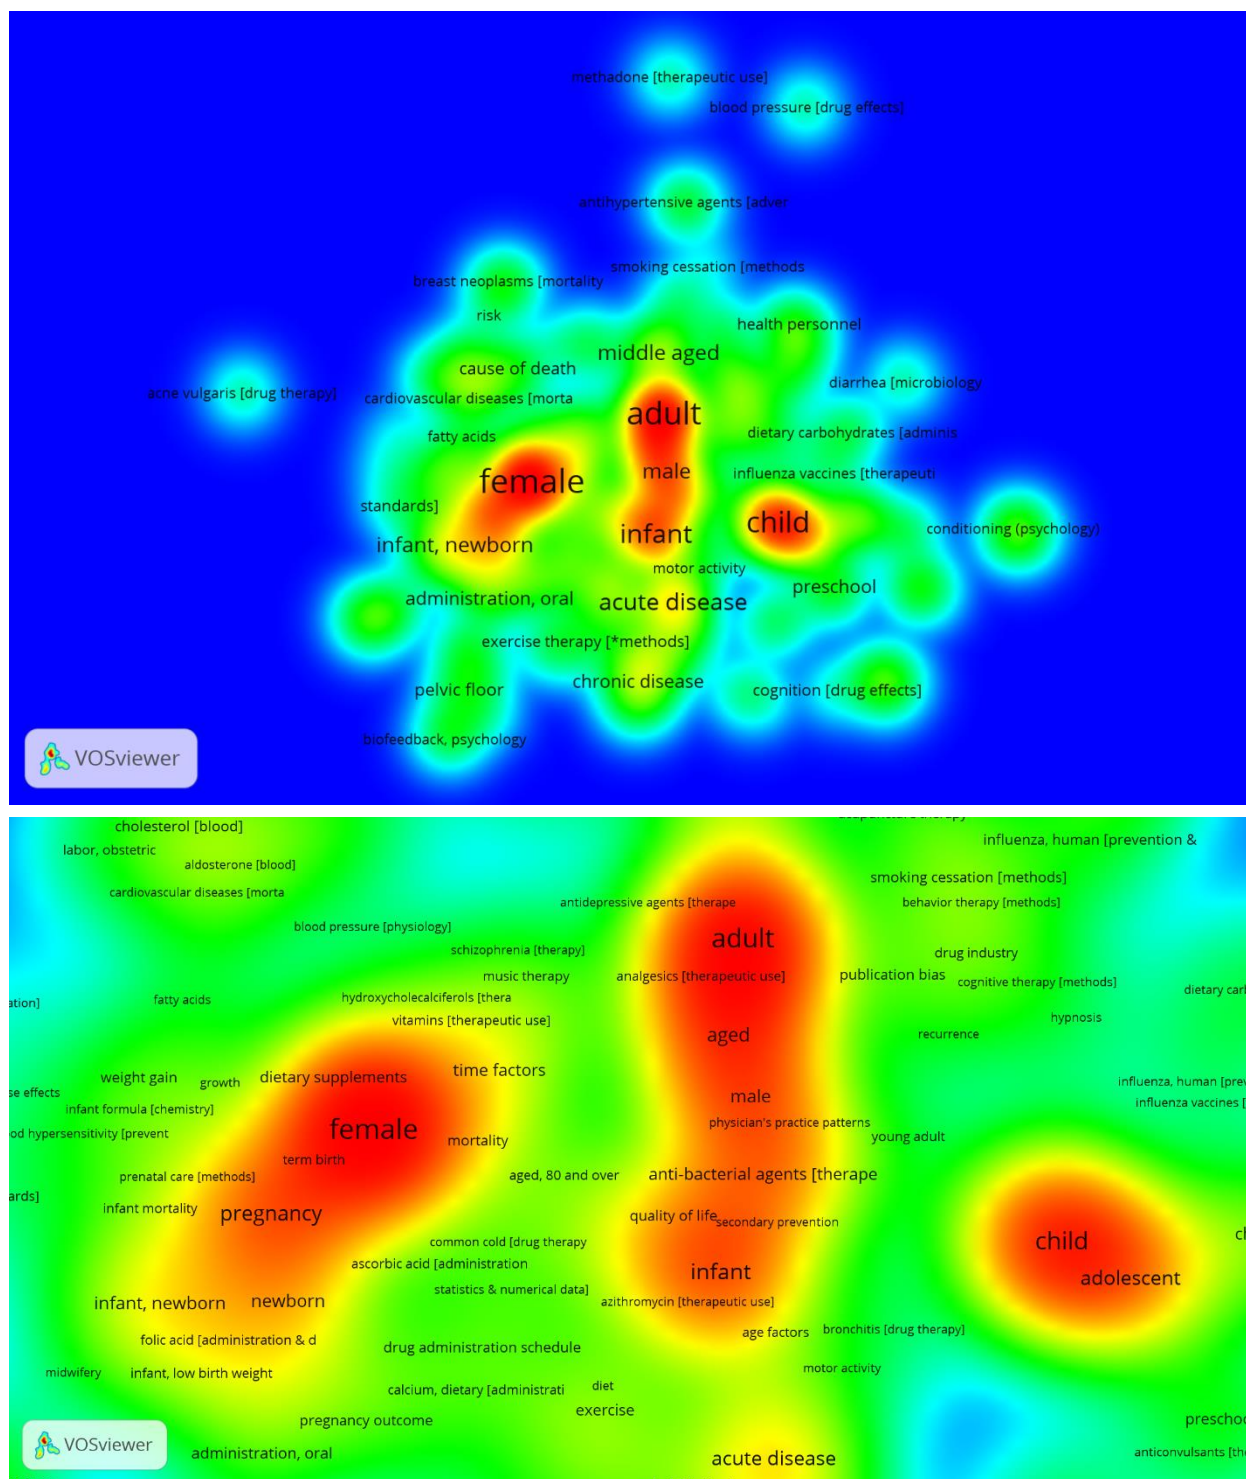 methadone [therapeutic use]
blood pressure [drug effects]
antihypertensive agents [adver
smoking cessation [methods
breast neoplasms [mortality
risk
health personnel
middle aged
cause of death
diarrhea [microbiology
acne vulgaris [drug therapy]
cardiovascular diseases [morta
adult
fatty acids
dietary carbohydrates [adminis
male
influenza vaccines [therapeuti
female
standards]
child
conditioning (psychology)
infant
infant, newborn
motor activity
preschool
administration, oral
acute disease
exercise therapy [*methods]
chronic disease
pelvic floor
cognition [drug effects]
biofeedback, psychology
VOSviewer
cholesterol [blood]
influenza, human [prevention &
labor, obstetric
aldosterone [blood]
smoking cessation [methods]
cardiovascular diseases [morta
antidepressive agents [therape
behavior therapy [methods]
blood pressure [physiology]
adult
schizophrenia [therapy]
drug industry
music therapy
analgesics [therapeutic use]
publication bias
cognitive therapy [methods]
dietary carl
ation]
fatty acids
hydroxycholecalciferols [thera
hypnosis
vitamins [therapeutic use]
aged
recurrence
time factors
weight gain
growth
dietary supplements
influenza, human [prev
se effects
male
influenza vaccines [
infant formula [chemistry]
physician's practice patterns
female
od hypersensitivity [prevent
mortality
young adult
term birth
prenatal care [methods]
aged, 80 and over
anti-bacterial agents [therape
ards]
infant mortality
pregnancy
quality of life
secondary prevention
child
common cold [drug therapy
ascorbic acid [administration
infant
adolescent
statistics & numerical data]
infant, newborn
newborn
azithromycin [therapeutic use]
age factors
bronchitis [drug therapy]
folic acid [administration & d
drug administration schedule
motor activity
midwifery
infant, low birth weight
calcium, dietary [administrati
diet
exercise
pregnancy outcome
preschoo
VOSviewer
administration, oral
acute disease
anticonvulsants [the